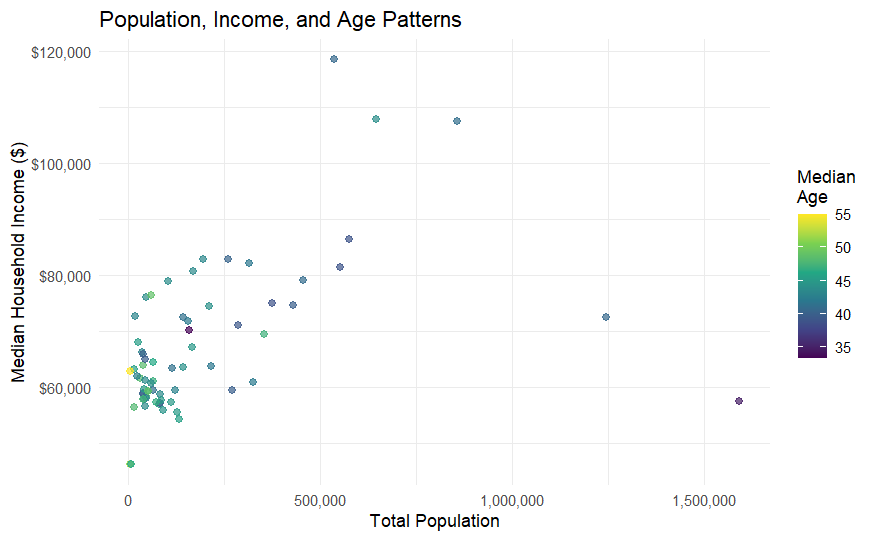 Population, Income, and Age Patterns
$120,000
$100,000
$80,000
$60,000
Median Household Income ($)
0
500,000
1,000,000
1,500,000
Total Population
Median
Age
55
50
45
40
35